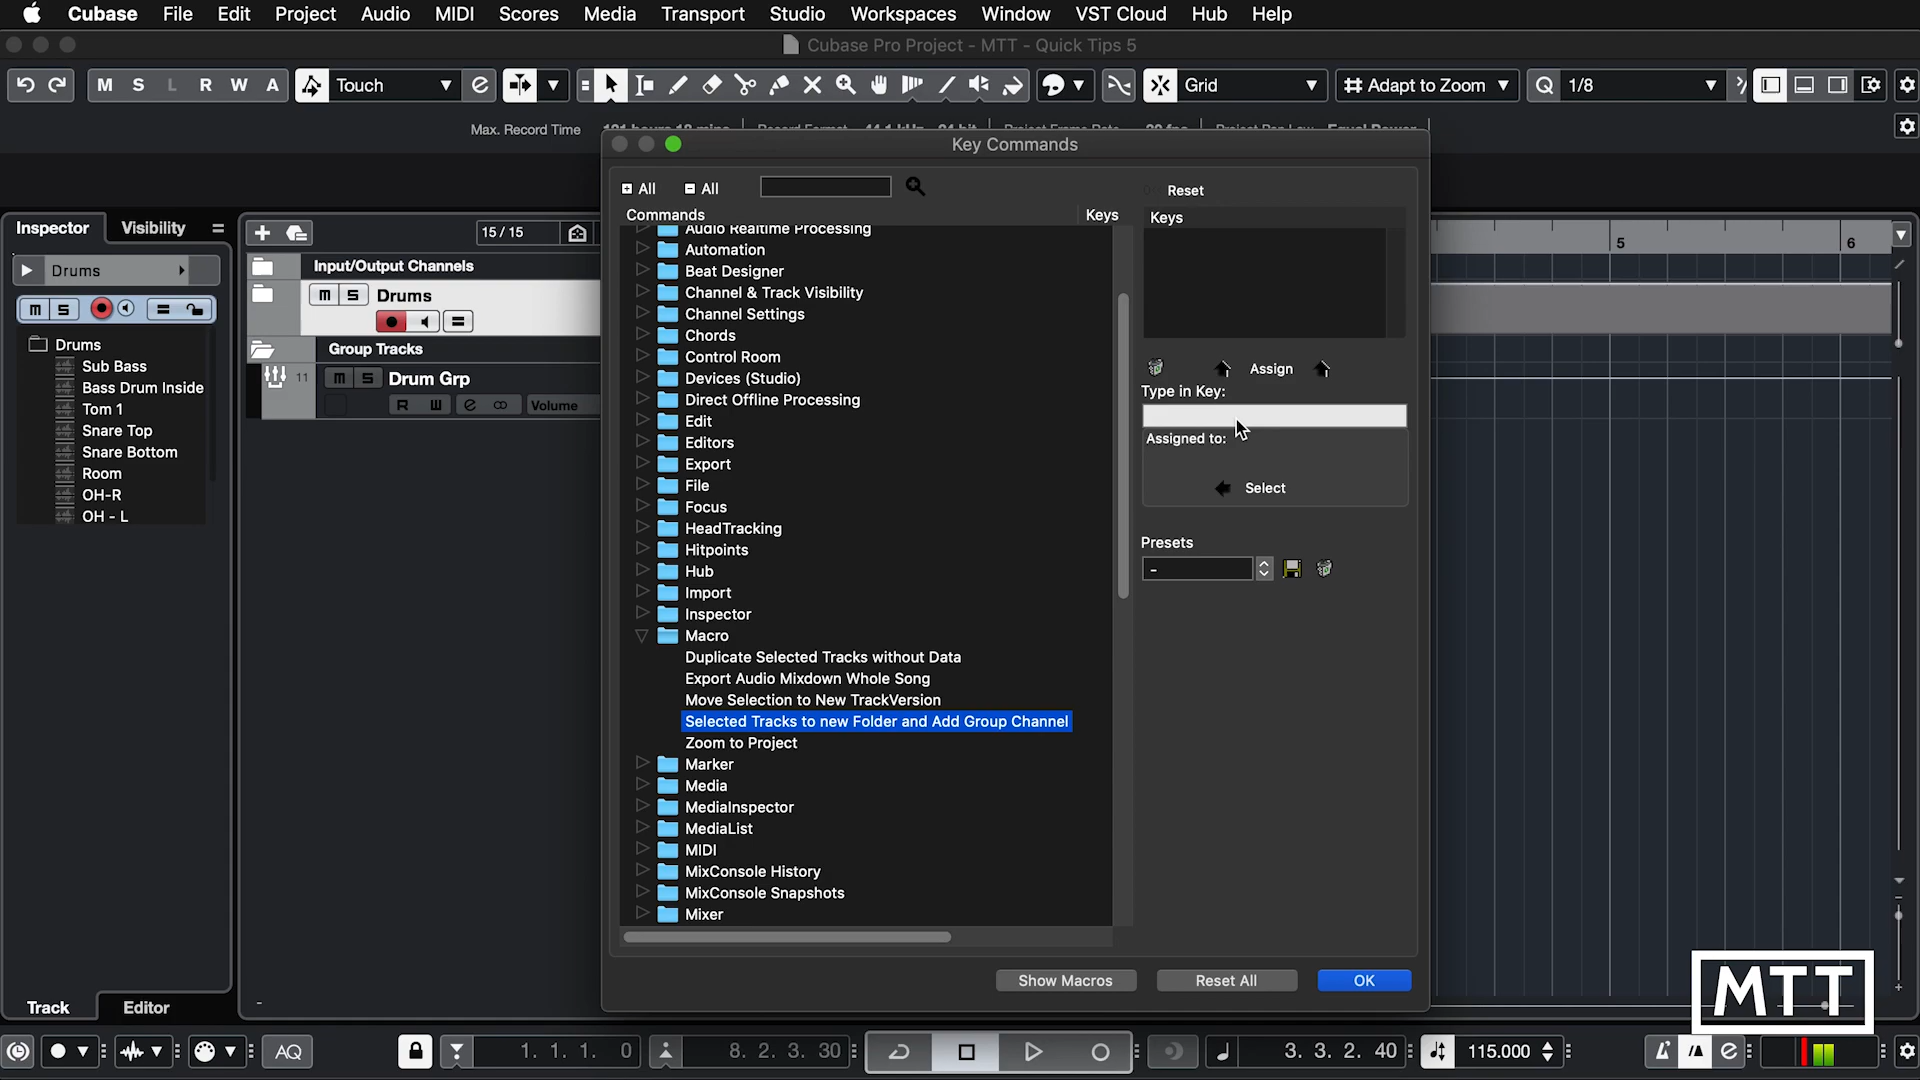 Cubase File Edit Project Audio MIDI Scores Media Transport Studio Workspaces Window VST Cloud Hub Help
Cubase Pro Project - MTT - Quick Tips 5
M S L R W A Touch Grid Adapt to Zoom Q 1/8
Max. Record Time
Key Commands
All All Reset
Commands Keys Keys
Audio Realtime Processing
Automation
Beat Designer
Channel & Track Visibility
Channel Settings
Chords
Control Room
Devices (Studio)
Direct Offline Processing
Edit
Editors
Export
File
Focus
HeadTracking
Hitpoints
Hub
Import
Inspector
Macro
Duplicate Selected Tracks without Data
Export Audio Mixdown Whole Song
Move Selection to New TrackVersion
Selected Tracks to new Folder and Add Group Channel
Zoom to Project
Marker
Media
MediaInspector
MediaList
MIDI
MixConsole History
MixConsole Snapshots
Mixer
Assign
Type in Key:
Assigned to:
Select
Presets
-
Show Macros Reset All OK
Inspector Visibility
Drums
m S
Drums
Sub Bass
Bass Drum Inside
Tom 1
Snare Top
Snare Bottom
Room
OH-R
OH - L
Track Editor
15 / 15
Input/Output Channels
m S Drums
Group Tracks
11 m S Drum Grp
R W e Volume
5 6
MTT
AQ 1. 1. 1. 0 8. 2. 3. 30 3. 3. 2. 40 115.000